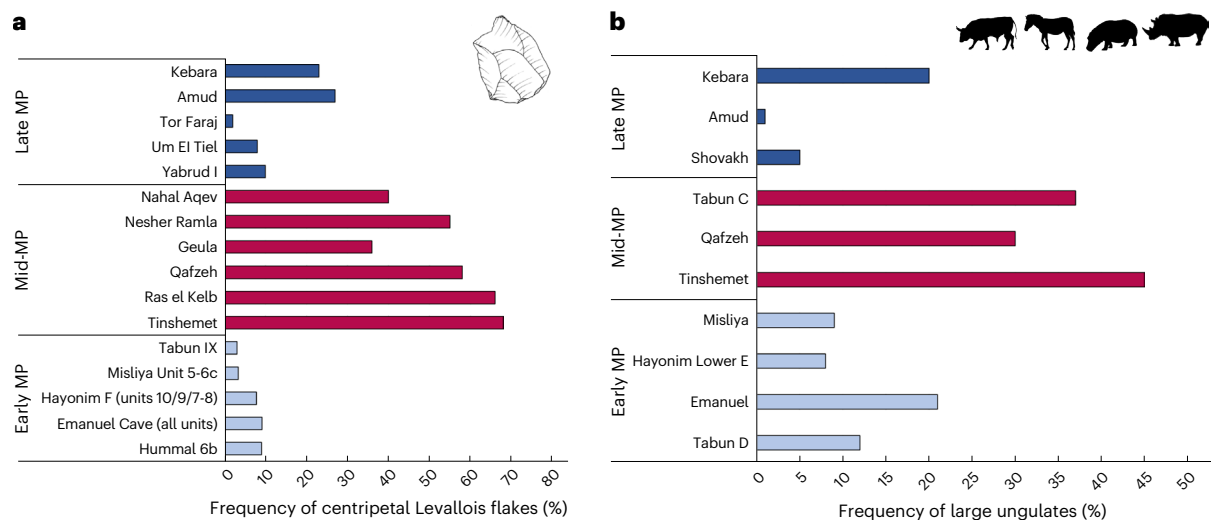 a
Late MP
Kebara
Amud
Tor Faraj
Um El Tiel
Yabrud I
Mid-MP
Nahal Aqev
Nesher Ramla
Geula
Qafzeh
Ras el Kelb
Tinshemet
Early MP
Tabun IX
Misliya Unit 5-6c
Hayonim F (units 10/9/7-8)
Emanuel Cave (all units)
Hummal 6b
0 10 20 30 40 50 60 70 80
Frequency of centripetal Levallois flakes (%)
b
Late MP
Kebara
Amud
Shovakh
Mid-MP
Tabun C
Qafzeh
Tinshemet
Early MP
Misliya
Hayonim Lower E
Emanuel
Tabun D
0 5 10 15 20 25 30 35 40 45 50
Frequency of large ungulates (%)